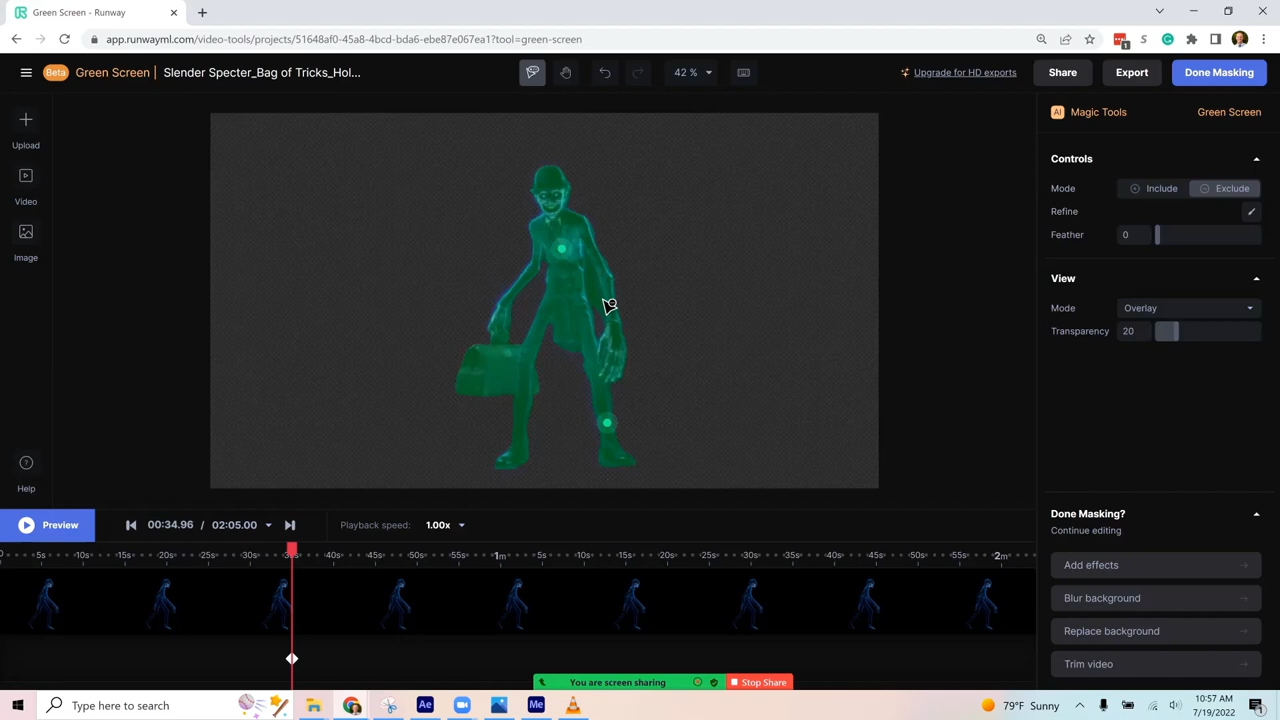 Green Screen - Runway
app.runwayml.com/video-tools/projects/51648af0-45a8-4bcd-bda6-ebe87e067ea1?tool=green-screen
1
Beta Green Screen | Slender Specter_Bag of Tricks_Hol...
42 %
Upgrade for HD exports
Share
Export
Done Masking
Upload
Video
Image
Help
AI Magic Tools
Green Screen
Controls
Mode Include Exclude
Refine
Feather 0
View
Mode Overlay
Transparency 20
Done Masking?
Continue editing
Add effects
Blur background
Replace background
Trim video
Preview
00:34.96 / 02:05.00
Playback speed: 1.00x
5s 10s 15s 20s 25s 30s 40s 45s 50s 55s 1m 5s 10s 15s 20s 25s 30s 35s 40s 45s 50s 55s 2m
You are screen sharing
Stop Share
Type here to search
Ae
Me
79°F Sunny
10:57 AM
7/19/2022
1